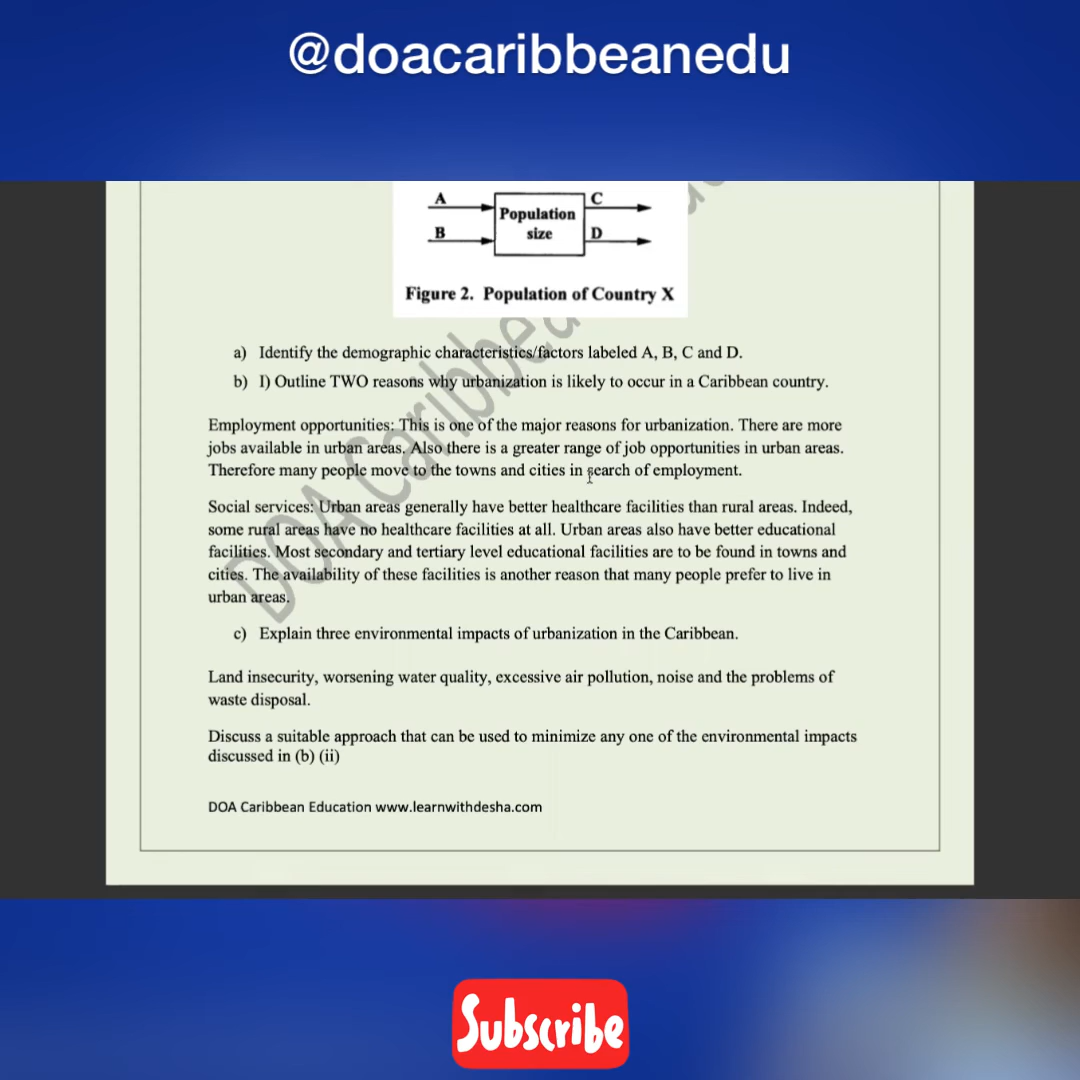 @doacaribbeanedu
A
B
Population
size
C
D
Figure 2. Population of Country X
a) Identify the demographic characteristics/factors labeled A, B, C and D.
b) I) Outline TWO reasons why urbanization is likely to occur in a Caribbean country.
Employment opportunities: This is one of the major reasons for urbanization. There are more
jobs available in urban areas. Also there is a greater range of job opportunities in urban areas.
Therefore many people move to the towns and cities in search of employment.
Social services: Urban areas generally have better healthcare facilities than rural areas. Indeed,
some rural areas have no healthcare facilities at all. Urban areas also have better educational
facilities. Most secondary and tertiary level educational facilities are to be found in towns and
cities. The availability of these facilities is another reason that many people prefer to live in
urban areas.
c) Explain three environmental impacts of urbanization in the Caribbean.
Land insecurity, worsening water quality, excessive air pollution, noise and the problems of
waste disposal.
Discuss a suitable approach that can be used to minimize any one of the environmental impacts
discussed in (b) (ii)
DOA Caribbean Education www.learnwithdesha.com
DOA Caribbea
Subscribe